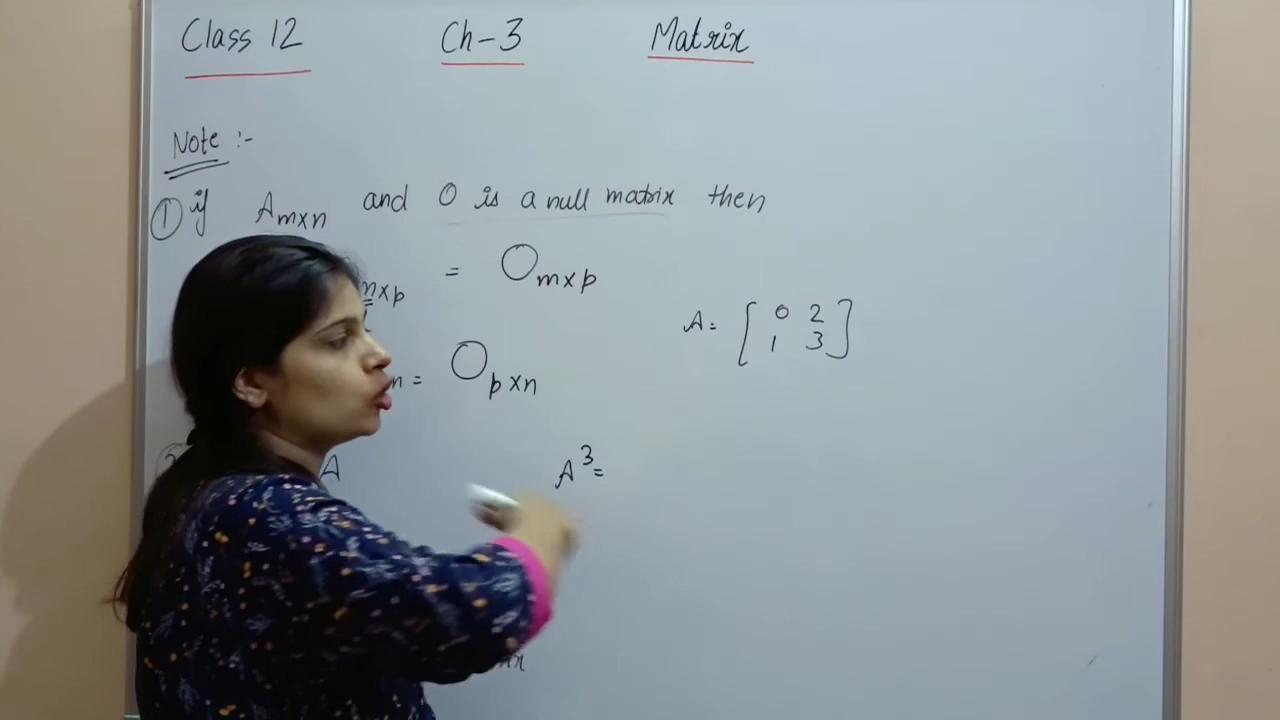 Class 12 Ch-3 Matrix
Note :-
① if A m×n and O is a null matrix then
n×p = O m×p
A = [ 0 2
1 3 ]
n = O p×n
A A³ =